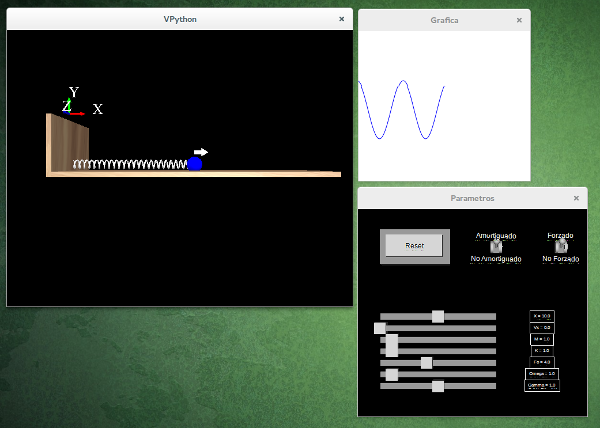 VPython
×
Grafica
×
Y
Z
X
Parametros
×
Reset
Amortiguado
No Amortiguado
Forzado
No Forzado
X = 10.0
Vx = 0.0
M = 1.0
K = 1.0
Fo = 4.0
Omega = 1.0
Gamma = 1.0